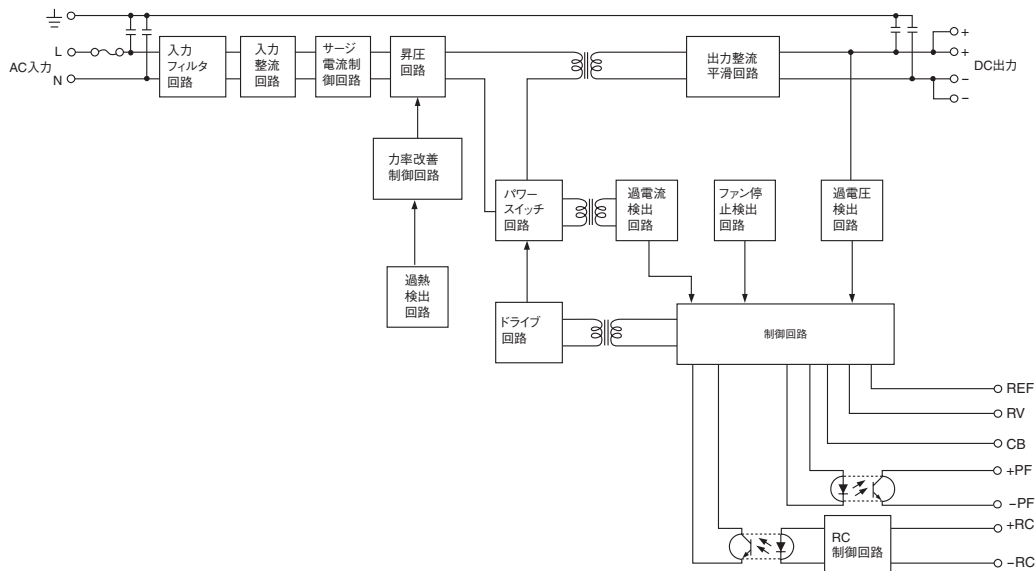 L
AC入力
N
入力
フィルタ
回路
入力
整流
回路
サージ
電流制
御回路
昇圧
回路
出力整流
平滑回路
+
+
DC出力
−
−
力率改善
制御回路
パワー
スイッチ
回路
過電流
検出
回路
ファン停
止検出
回路
過電圧
検出
回路
過熱
検出
回路
ドライブ
回路
制御回路
REF
RV
CB
+PF
−PF
RC
制御回路
+RC
−RC